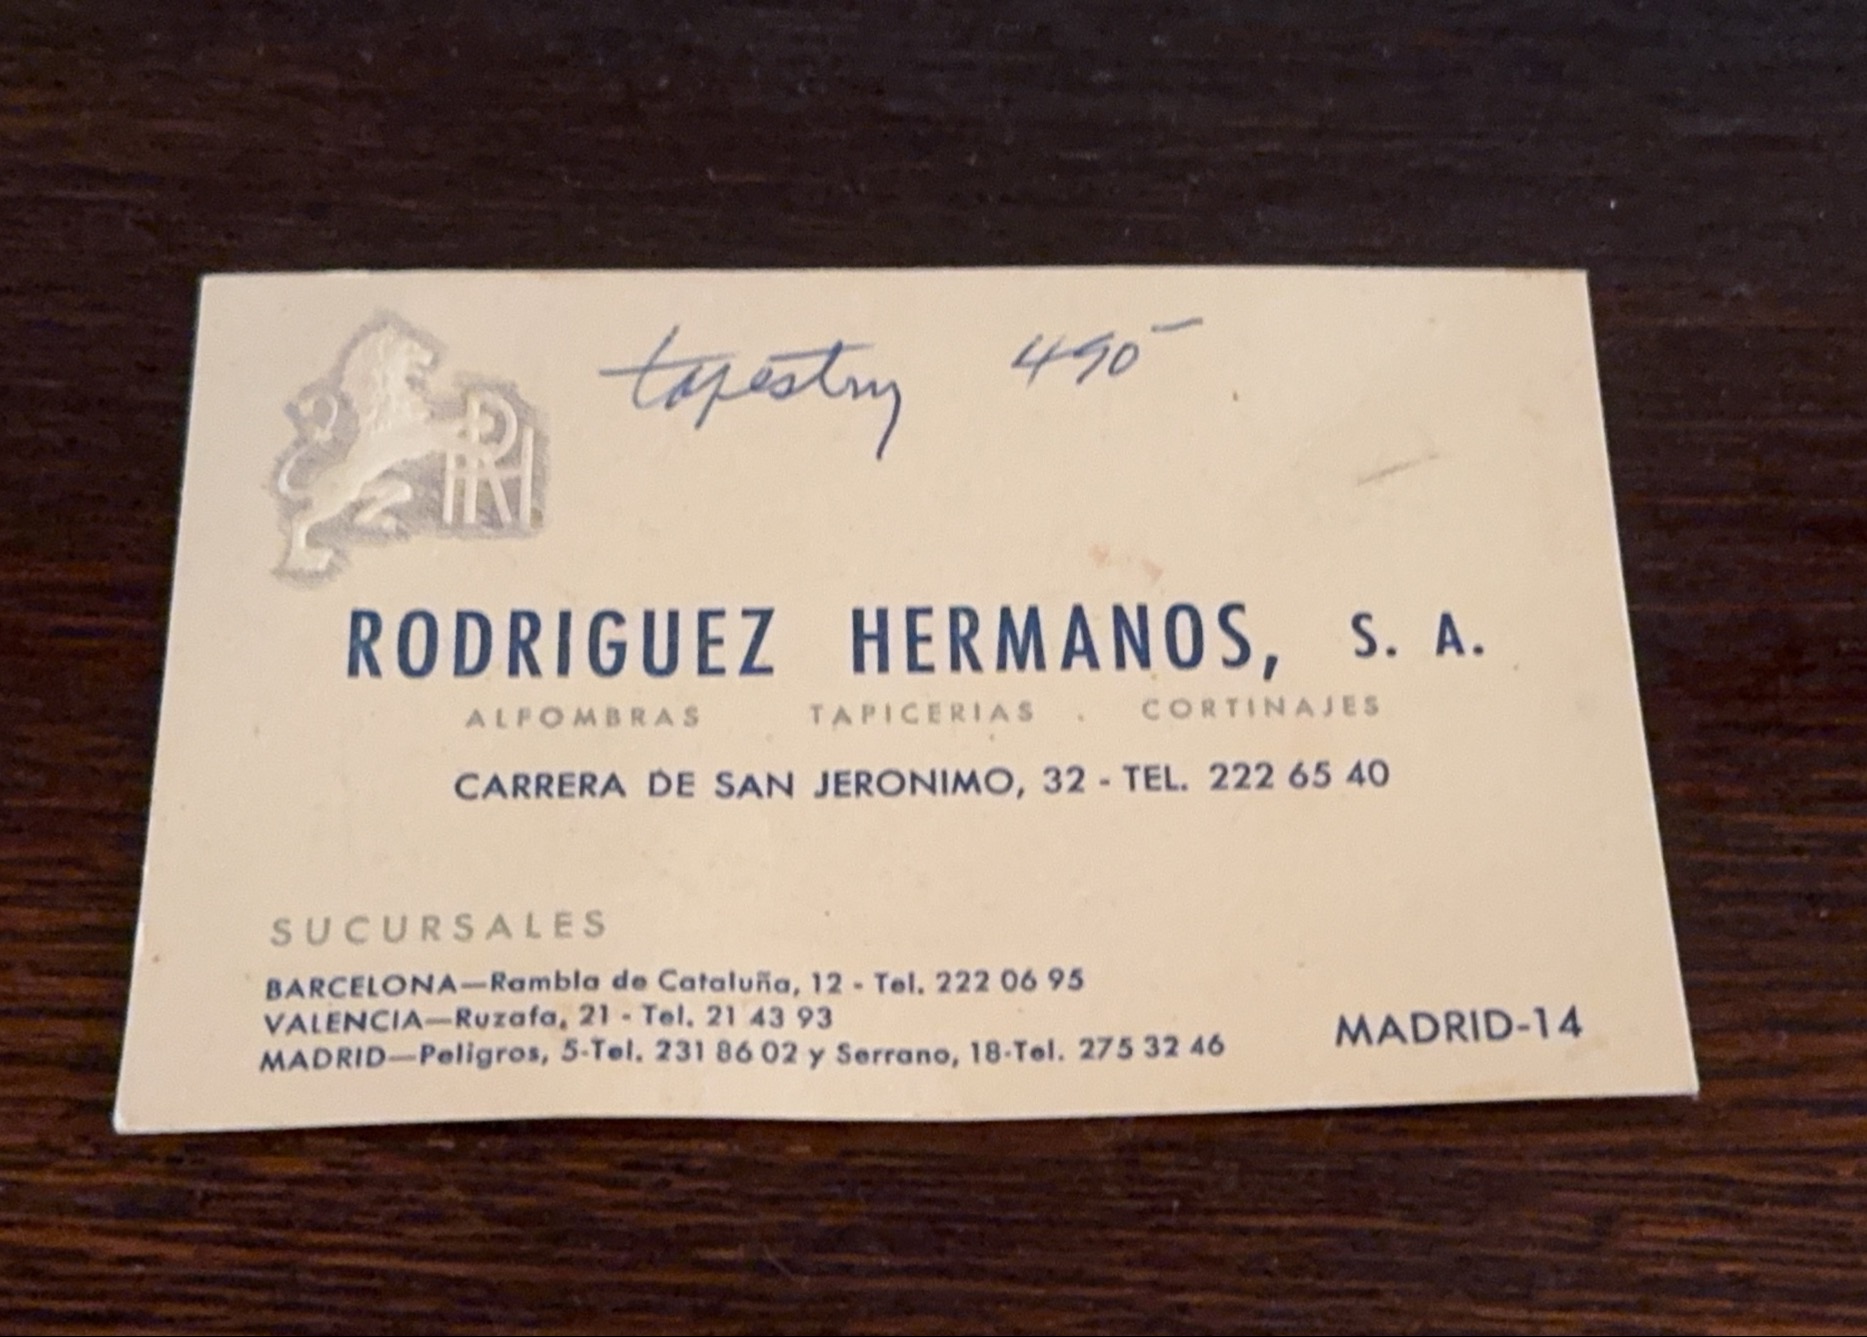 tapestry 490-
RH
RODRIGUEZ HERMANOS, S. A.
ALFOMBRAS TAPICERIAS . CORTINAJES
CARRERA DE SAN JERONIMO, 32 - TEL. 222 65 40
SUCURSALES
BARCELONA—Rambla de Cataluña, 12 - Tel. 222 06 95
VALENCIA—Ruzafa, 21 - Tel. 21 43 93
MADRID—Peligros, 5-Tel. 231 86 02 y Serrano, 18-Tel. 275 32 46
MADRID-14